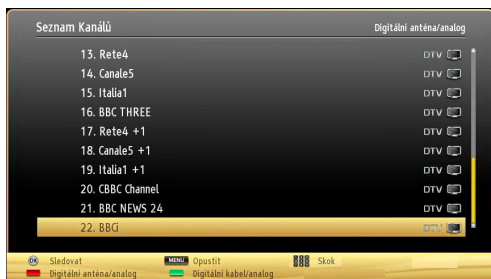 Seznam Kanálů Digitální anténa/analog
13. Rete4 DTV
14. Canale5 DTV
15. Italia1 DTV
16. BBC THREE DTV
17. Rete4 +1 DTV
18. Canale5 +1 DTV
19. Italia1 +1 DTV
20. CBBC Channel DTV
21. BBC NEWS 24 DTV
22. BBCi DTV
OK Sledovat MENU Opustit Skok
Digitální anténa/analog Digitální kabel/analog